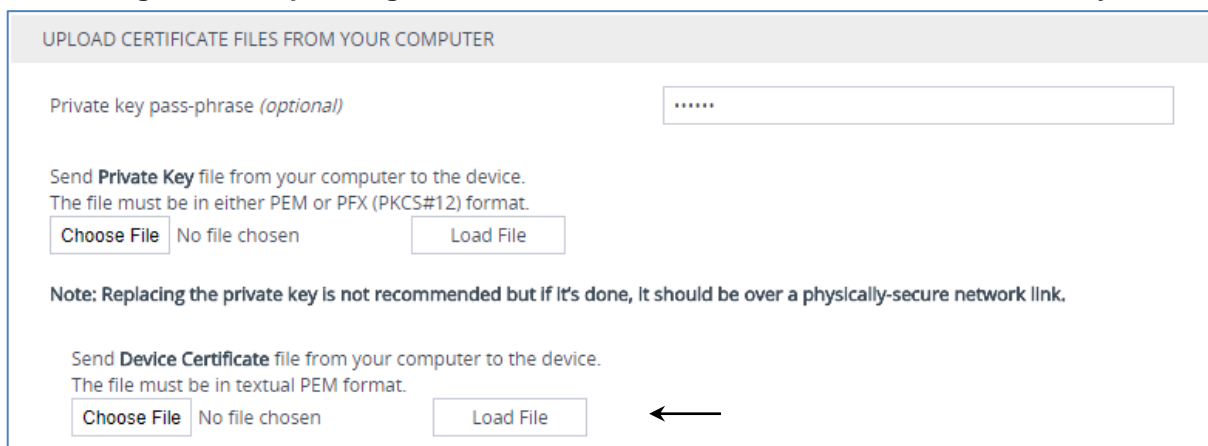 UPLOAD CERTIFICATE FILES FROM YOUR COMPUTER
Private key pass-phrase (optional)
••••••
Send Private Key file from your computer to the device.
The file must be in either PEM or PFX (PKCS#12) format.
Choose File No file chosen Load File
Note: Replacing the private key is not recommended but if it's done, it should be over a physically-secure network link.
Send Device Certificate file from your computer to the device.
The file must be in textual PEM format.
Choose File No file chosen Load File